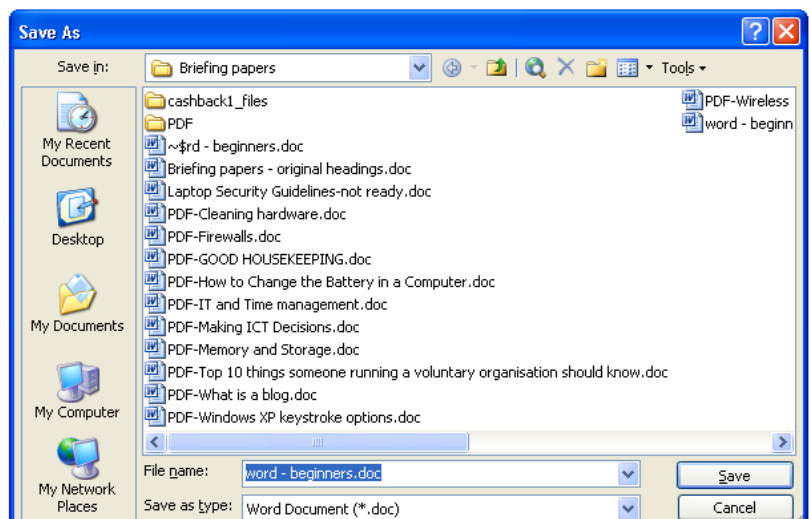 Save As
Save in:
Briefing papers
Tools
My Recent
Documents
Desktop
My Documents
My Computer
My Network
Places
cashback1_files
PDF
~$rd - beginners.doc
Briefing papers - original headings.doc
Laptop Security Guidelines-not ready.doc
PDF-Cleaning hardware.doc
PDF-Firewalls.doc
PDF-GOOD HOUSEKEEPING.doc
PDF-How to Change the Battery in a Computer.doc
PDF-IT and Time management.doc
PDF-Making ICT Decisions.doc
PDF-Memory and Storage.doc
PDF-Top 10 things someone running a voluntary organisation should know.doc
PDF-What is a blog.doc
PDF-Windows XP keystroke options.doc
PDF-Wireless
word - beginn
File name:
word - beginners.doc
Save
Save as type:
Word Document (*.doc)
Cancel